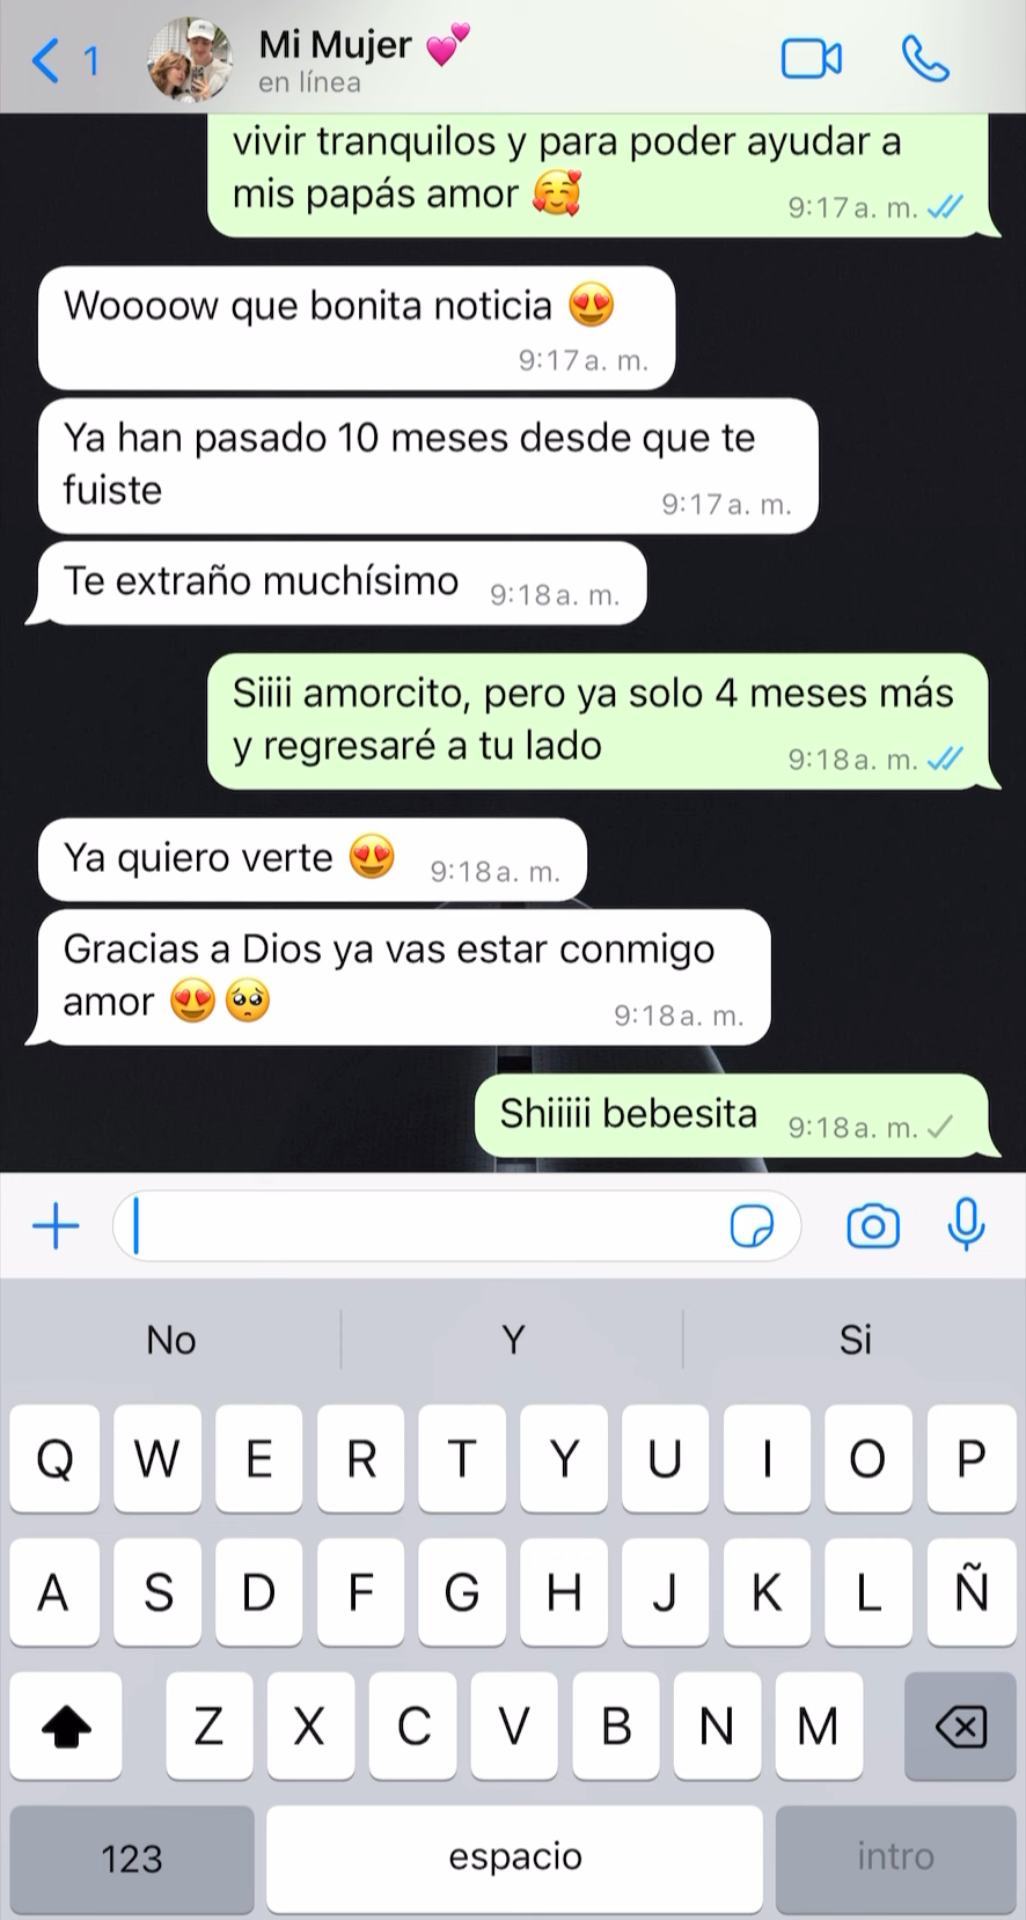 1
Mi Mujer 💕
en línea
vivir tranquilos y para poder ayudar a
mis papás amor 🥰
9:17 a. m.
Woooow que bonita noticia 😍
9:17 a. m.
Ya han pasado 10 meses desde que te
fuiste
9:17 a. m.
Te extraño muchísimo
9:18 a. m.
Siiii amorcito, pero ya solo 4 meses más
y regresaré a tu lado
9:18 a. m.
Ya quiero verte 😍
9:18 a. m.
Gracias a Dios ya vas estar conmigo
amor 😍🥺
9:18 a. m.
Shiiiii bebesita
9:18 a. m.
No Y Si
Q W E R T Y U I O P
A S D F G H J K L Ñ
Z X C V B N M
123 espacio intro